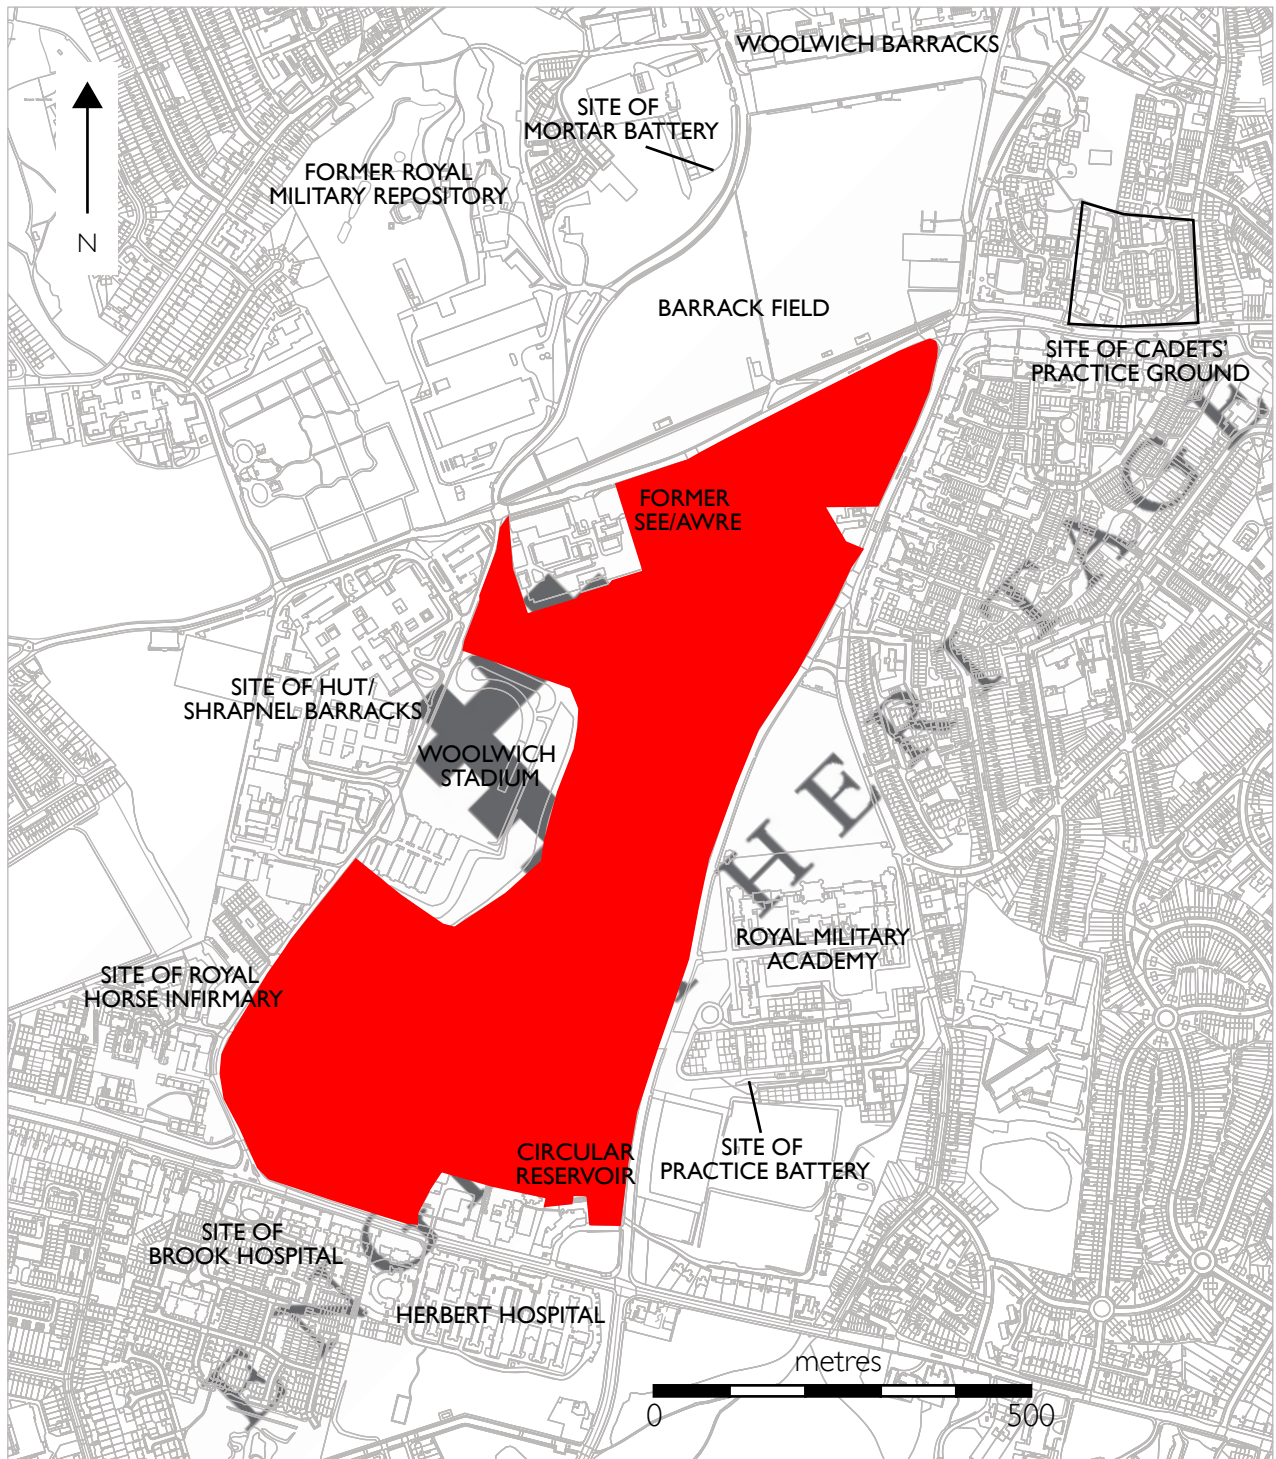 WOOLWICH BARRACKS
SITE OF
MORTAR BATTERY
FORMER ROYAL
MILITARY REPOSITORY
N
BARRACK FIELD
SITE OF CADETS'
PRACTICE GROUND
FORMER
SEE/AWRE
SITE OF HUT/
SHRAPNEL BARRACKS
WOOLWICH
STADIUM
ROYAL MILITARY
ACADEMY
SITE OF ROYAL
HORSE INFIRMARY
CIRCULAR
RESERVOIR
SITE OF
PRACTICE BATTERY
SITE OF
BROOK HOSPITAL
HERBERT HOSPITAL
metres
0 500
HERITAGE